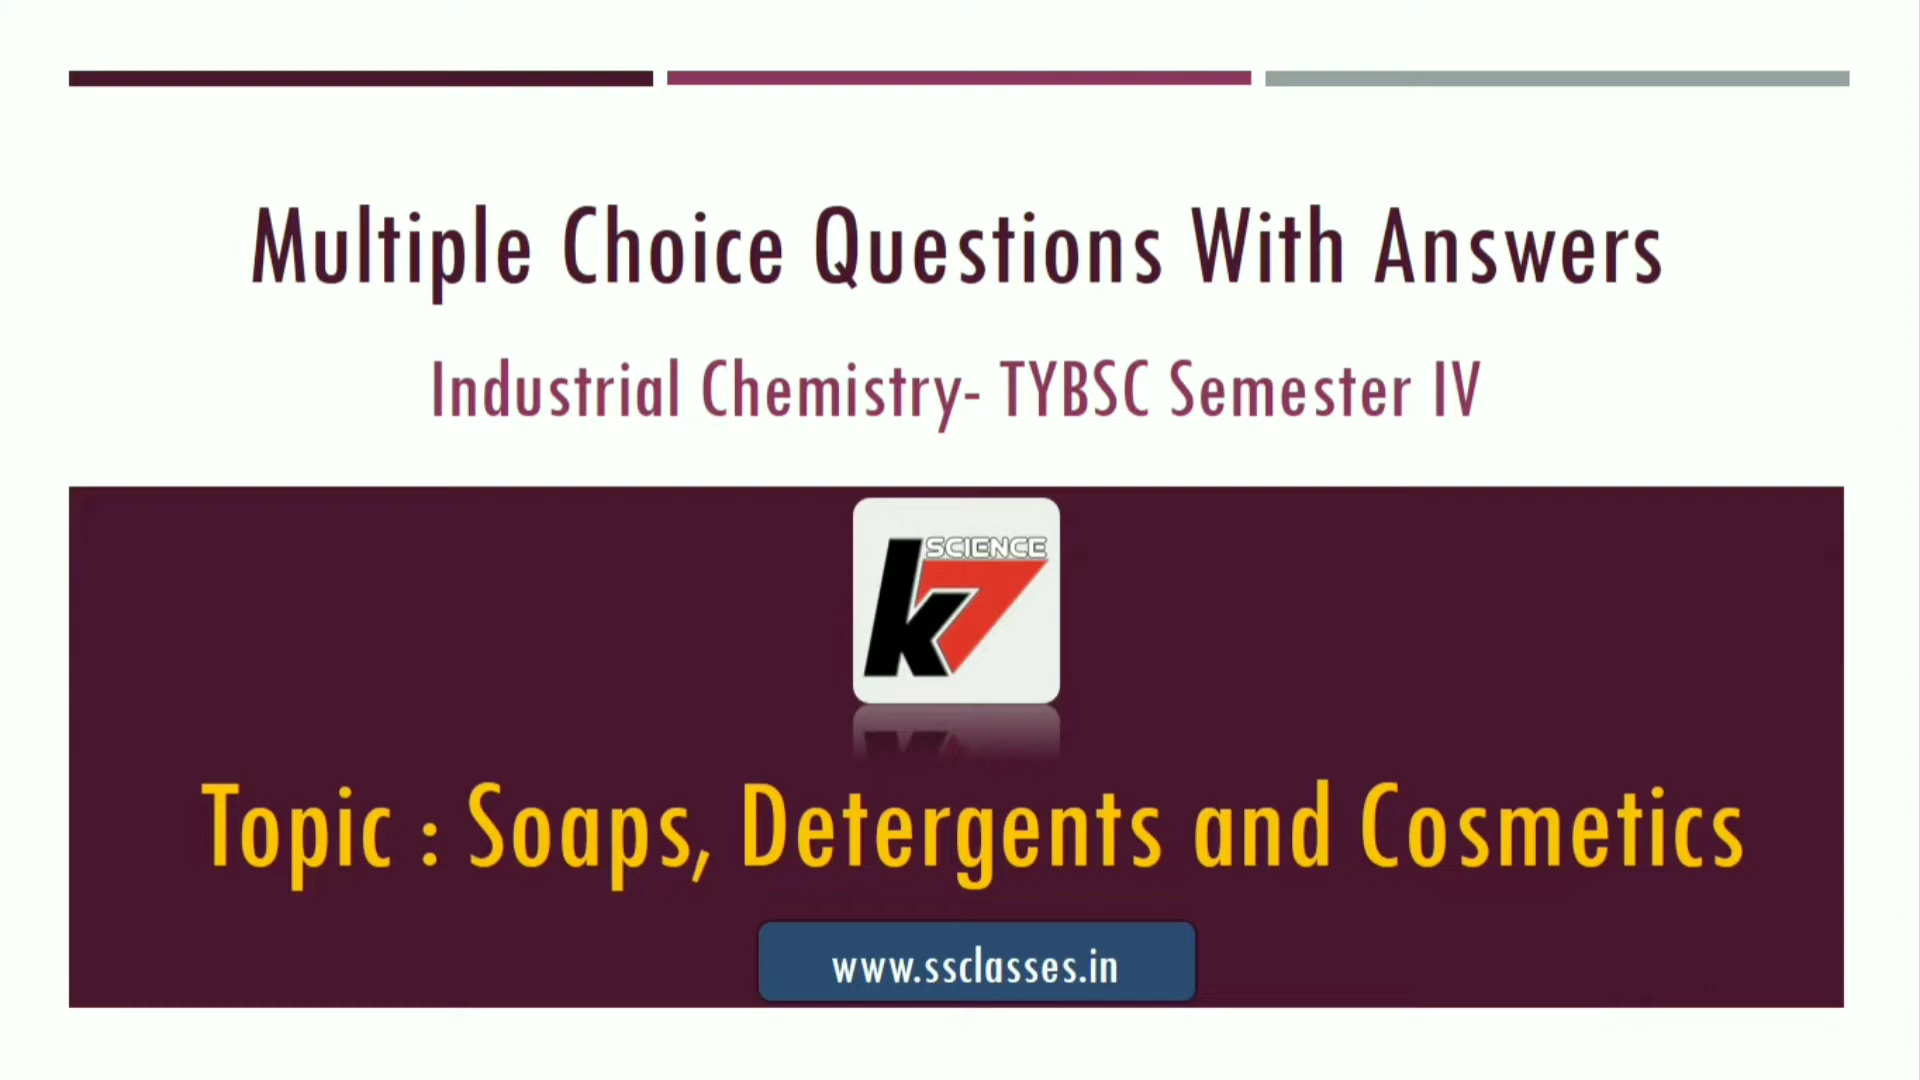 Multiple Choice Questions With Answers
Industrial Chemistry- TYBSC Semester IV
SCIENCE
k7
Topic : Soaps, Detergents and Cosmetics
www.ssclasses.in